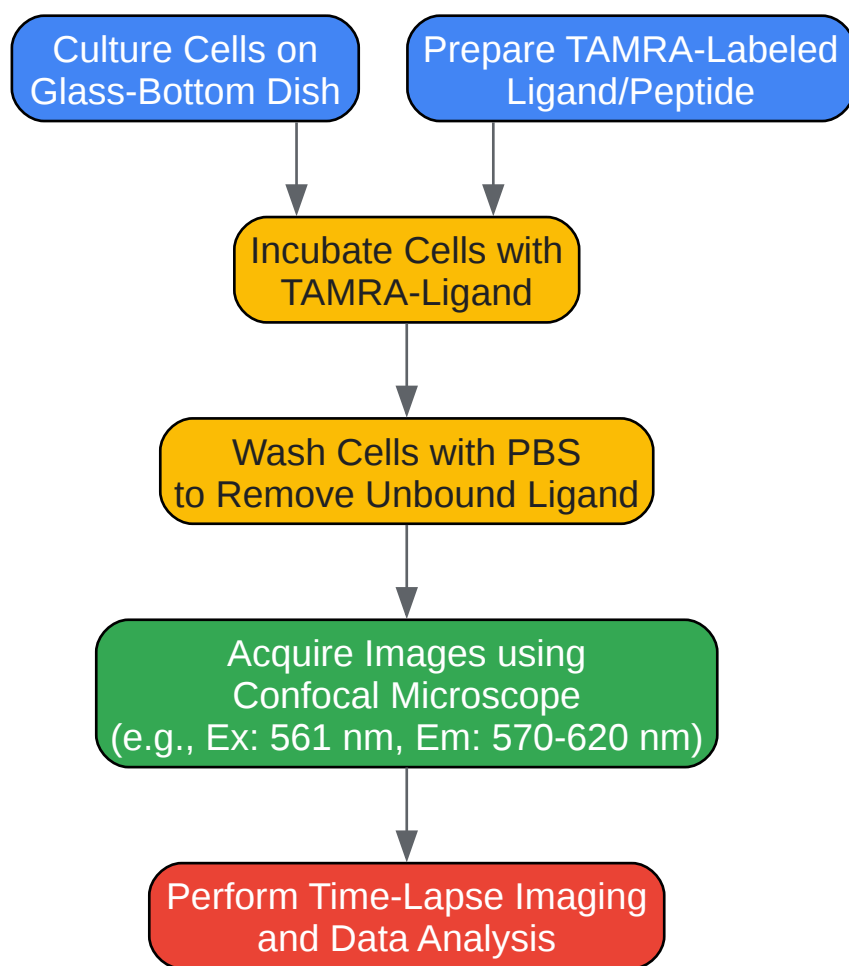 Culture Cells on
Glass-Bottom Dish
Prepare TAMRA-Labeled
Ligand/Peptide
Incubate Cells with
TAMRA-Ligand
Wash Cells with PBS
to Remove Unbound Ligand
Acquire Images using
Confocal Microscope
(e.g., Ex: 561 nm, Em: 570-620 nm)
Perform Time-Lapse Imaging
and Data Analysis